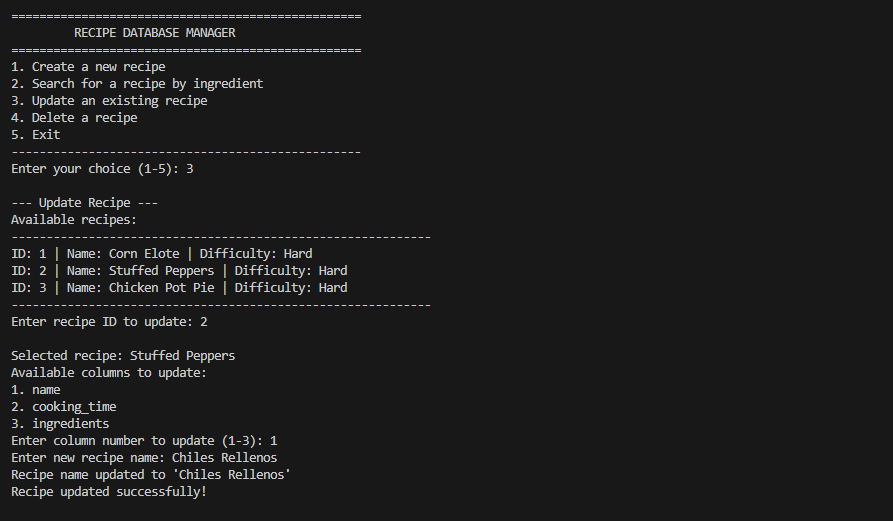 ==================================================
RECIPE DATABASE MANAGER
==================================================
1. Create a new recipe
2. Search for a recipe by ingredient
3. Update an existing recipe
4. Delete a recipe
5. Exit
--------------------------------------------------
Enter your choice (1-5): 3
--- Update Recipe ---
Available recipes:
------------------------------------------------------------
ID: 1 | Name: Corn Elote | Difficulty: Hard
ID: 2 | Name: Stuffed Peppers | Difficulty: Hard
ID: 3 | Name: Chicken Pot Pie | Difficulty: Hard
------------------------------------------------------------
Enter recipe ID to update: 2
Selected recipe: Stuffed Peppers
Available columns to update:
1. name
2. cooking_time
3. ingredients
Enter column number to update (1-3): 1
Enter new recipe name: Chiles Rellenos
Recipe name updated to 'Chiles Rellenos'
Recipe updated successfully!